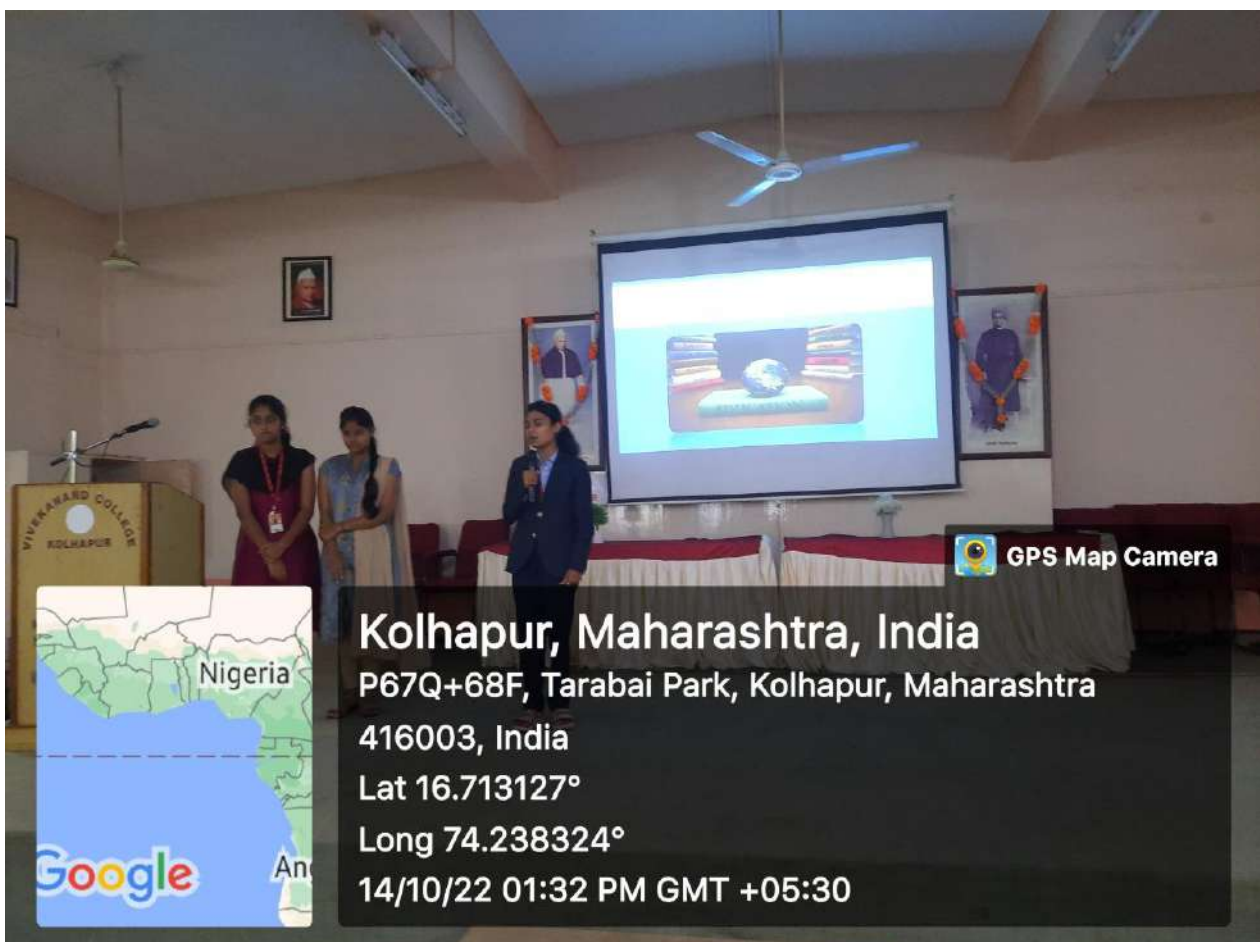 VIVEKANAND COLLEGE
KOLHAPUR
GPS Map Camera
Nigeria
Ang
Google
Kolhapur, Maharashtra, India
P67Q+68F, Tarabai Park, Kolhapur, Maharashtra
416003, India
Lat 16.713127°
Long 74.238324°
14/10/22 01:32 PM GMT +05:30